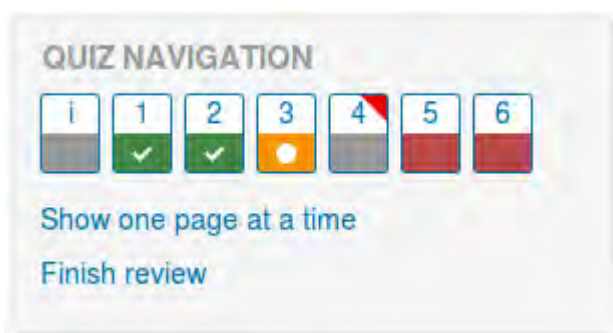 QUIZ NAVIGATION
i 1 2 3 4 5 6
Show one page at a time
Finish review